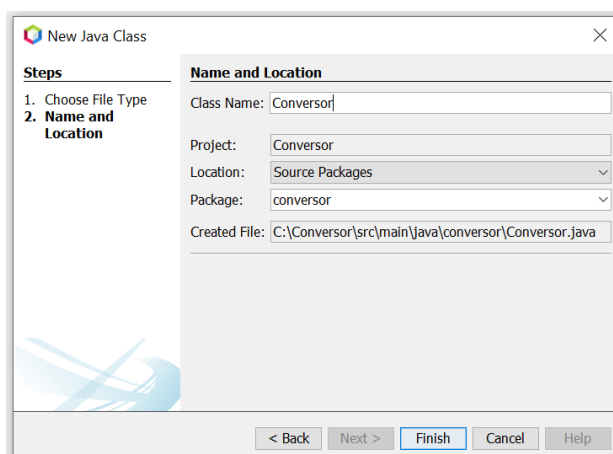 New Java Class
Steps
1. Choose File Type
2. Name and
Location
Name and Location
Class Name: Conversor
Project: Conversor
Location: Source Packages
Package: conversor
Created File: C:\Conversor\src\main\java\conversor\Conversor.java
< Back Next > Finish Cancel Help